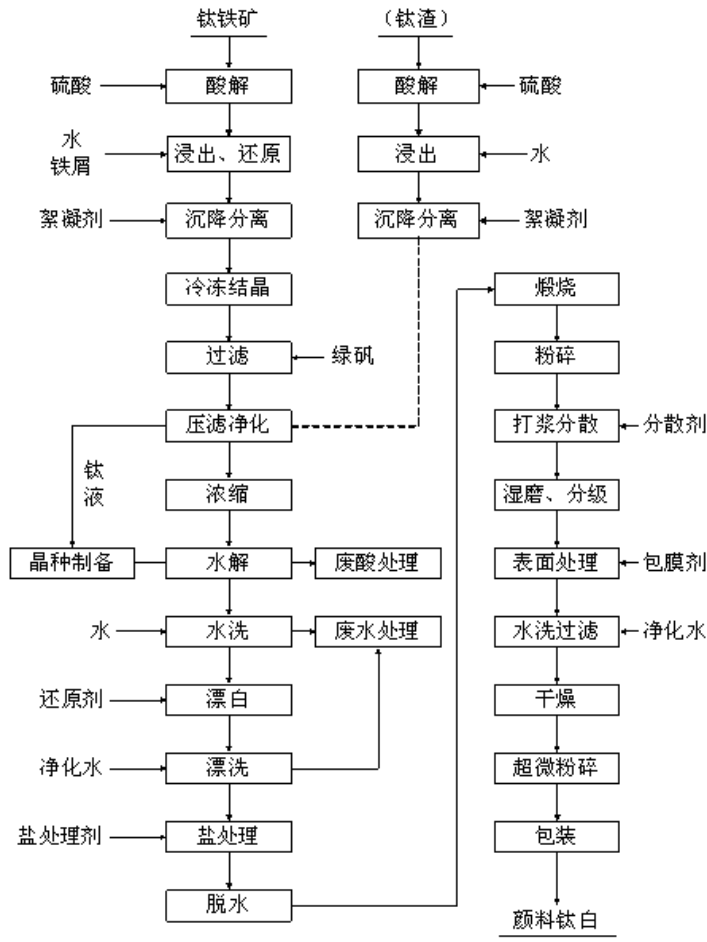 钛铁矿
（钛渣）
硫酸
酸解
酸解
硫酸
水
铁屑
浸出、还原
浸出
水
絮凝剂
沉降分离
沉降分离
絮凝剂
冷冻结晶
煅烧
过滤
绿矾
粉碎
压滤净化
打浆分散
分散剂
钛
液
浓缩
湿磨、分级
晶种制备
水解
废酸处理
表面处理
包膜剂
水
水洗
废水处理
水洗过滤
净化水
还原剂
漂白
干燥
净化水
漂洗
超微粉碎
盐处理剂
盐处理
包装
脱水
颜料钛白